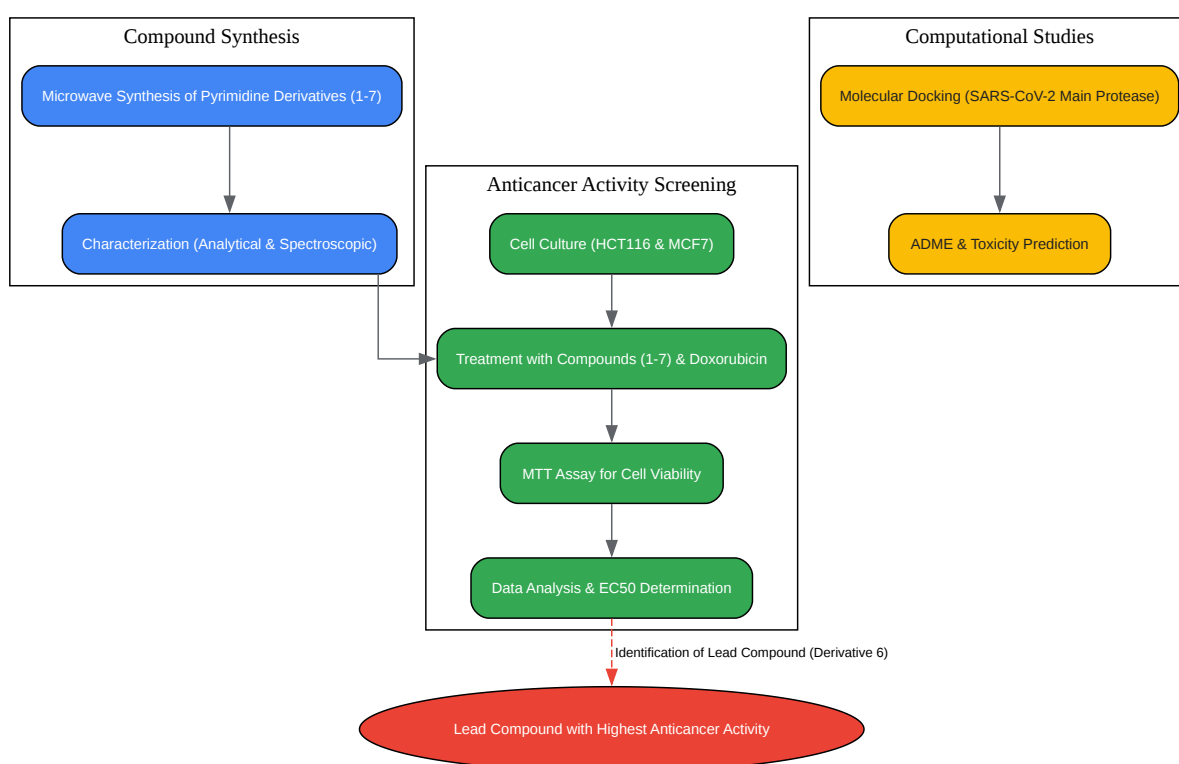 Compound Synthesis
Microwave Synthesis of Pyrimidine Derivatives (1-7)
Characterization (Analytical & Spectroscopic)
Anticancer Activity Screening
Cell Culture (HCT116 & MCF7)
Treatment with Compounds (1-7) & Doxorubicin
MTT Assay for Cell Viability
Data Analysis & EC50 Determination
Identification of Lead Compound (Derivative 6)
Lead Compound with Highest Anticancer Activity
Computational Studies
Molecular Docking (SARS-CoV-2 Main Protease)
ADME & Toxicity Prediction